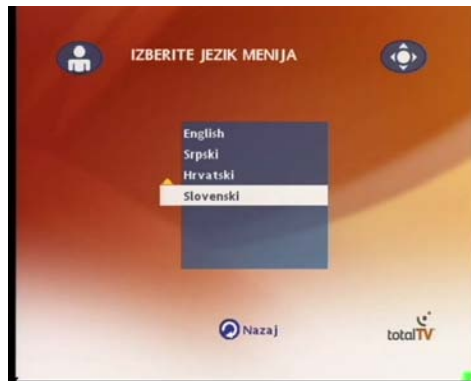 IZBERITE JEZIK MENIJA
English
Srpski
Hrvatski
Slovenski
Nazaj
totalTV